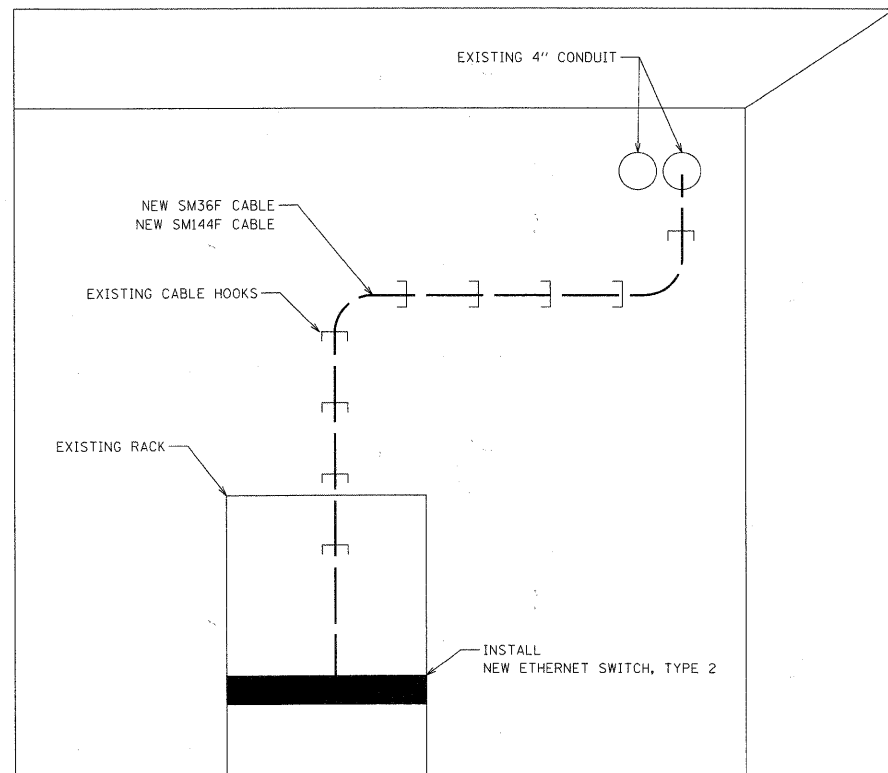 EXISTING 4" CONDUIT
NEW SM36F CABLE
NEW SM144F CABLE
EXISTING CABLE HOOKS
EXISTING RACK
INSTALL
NEW ETHERNET SWITCH, TYPE 2